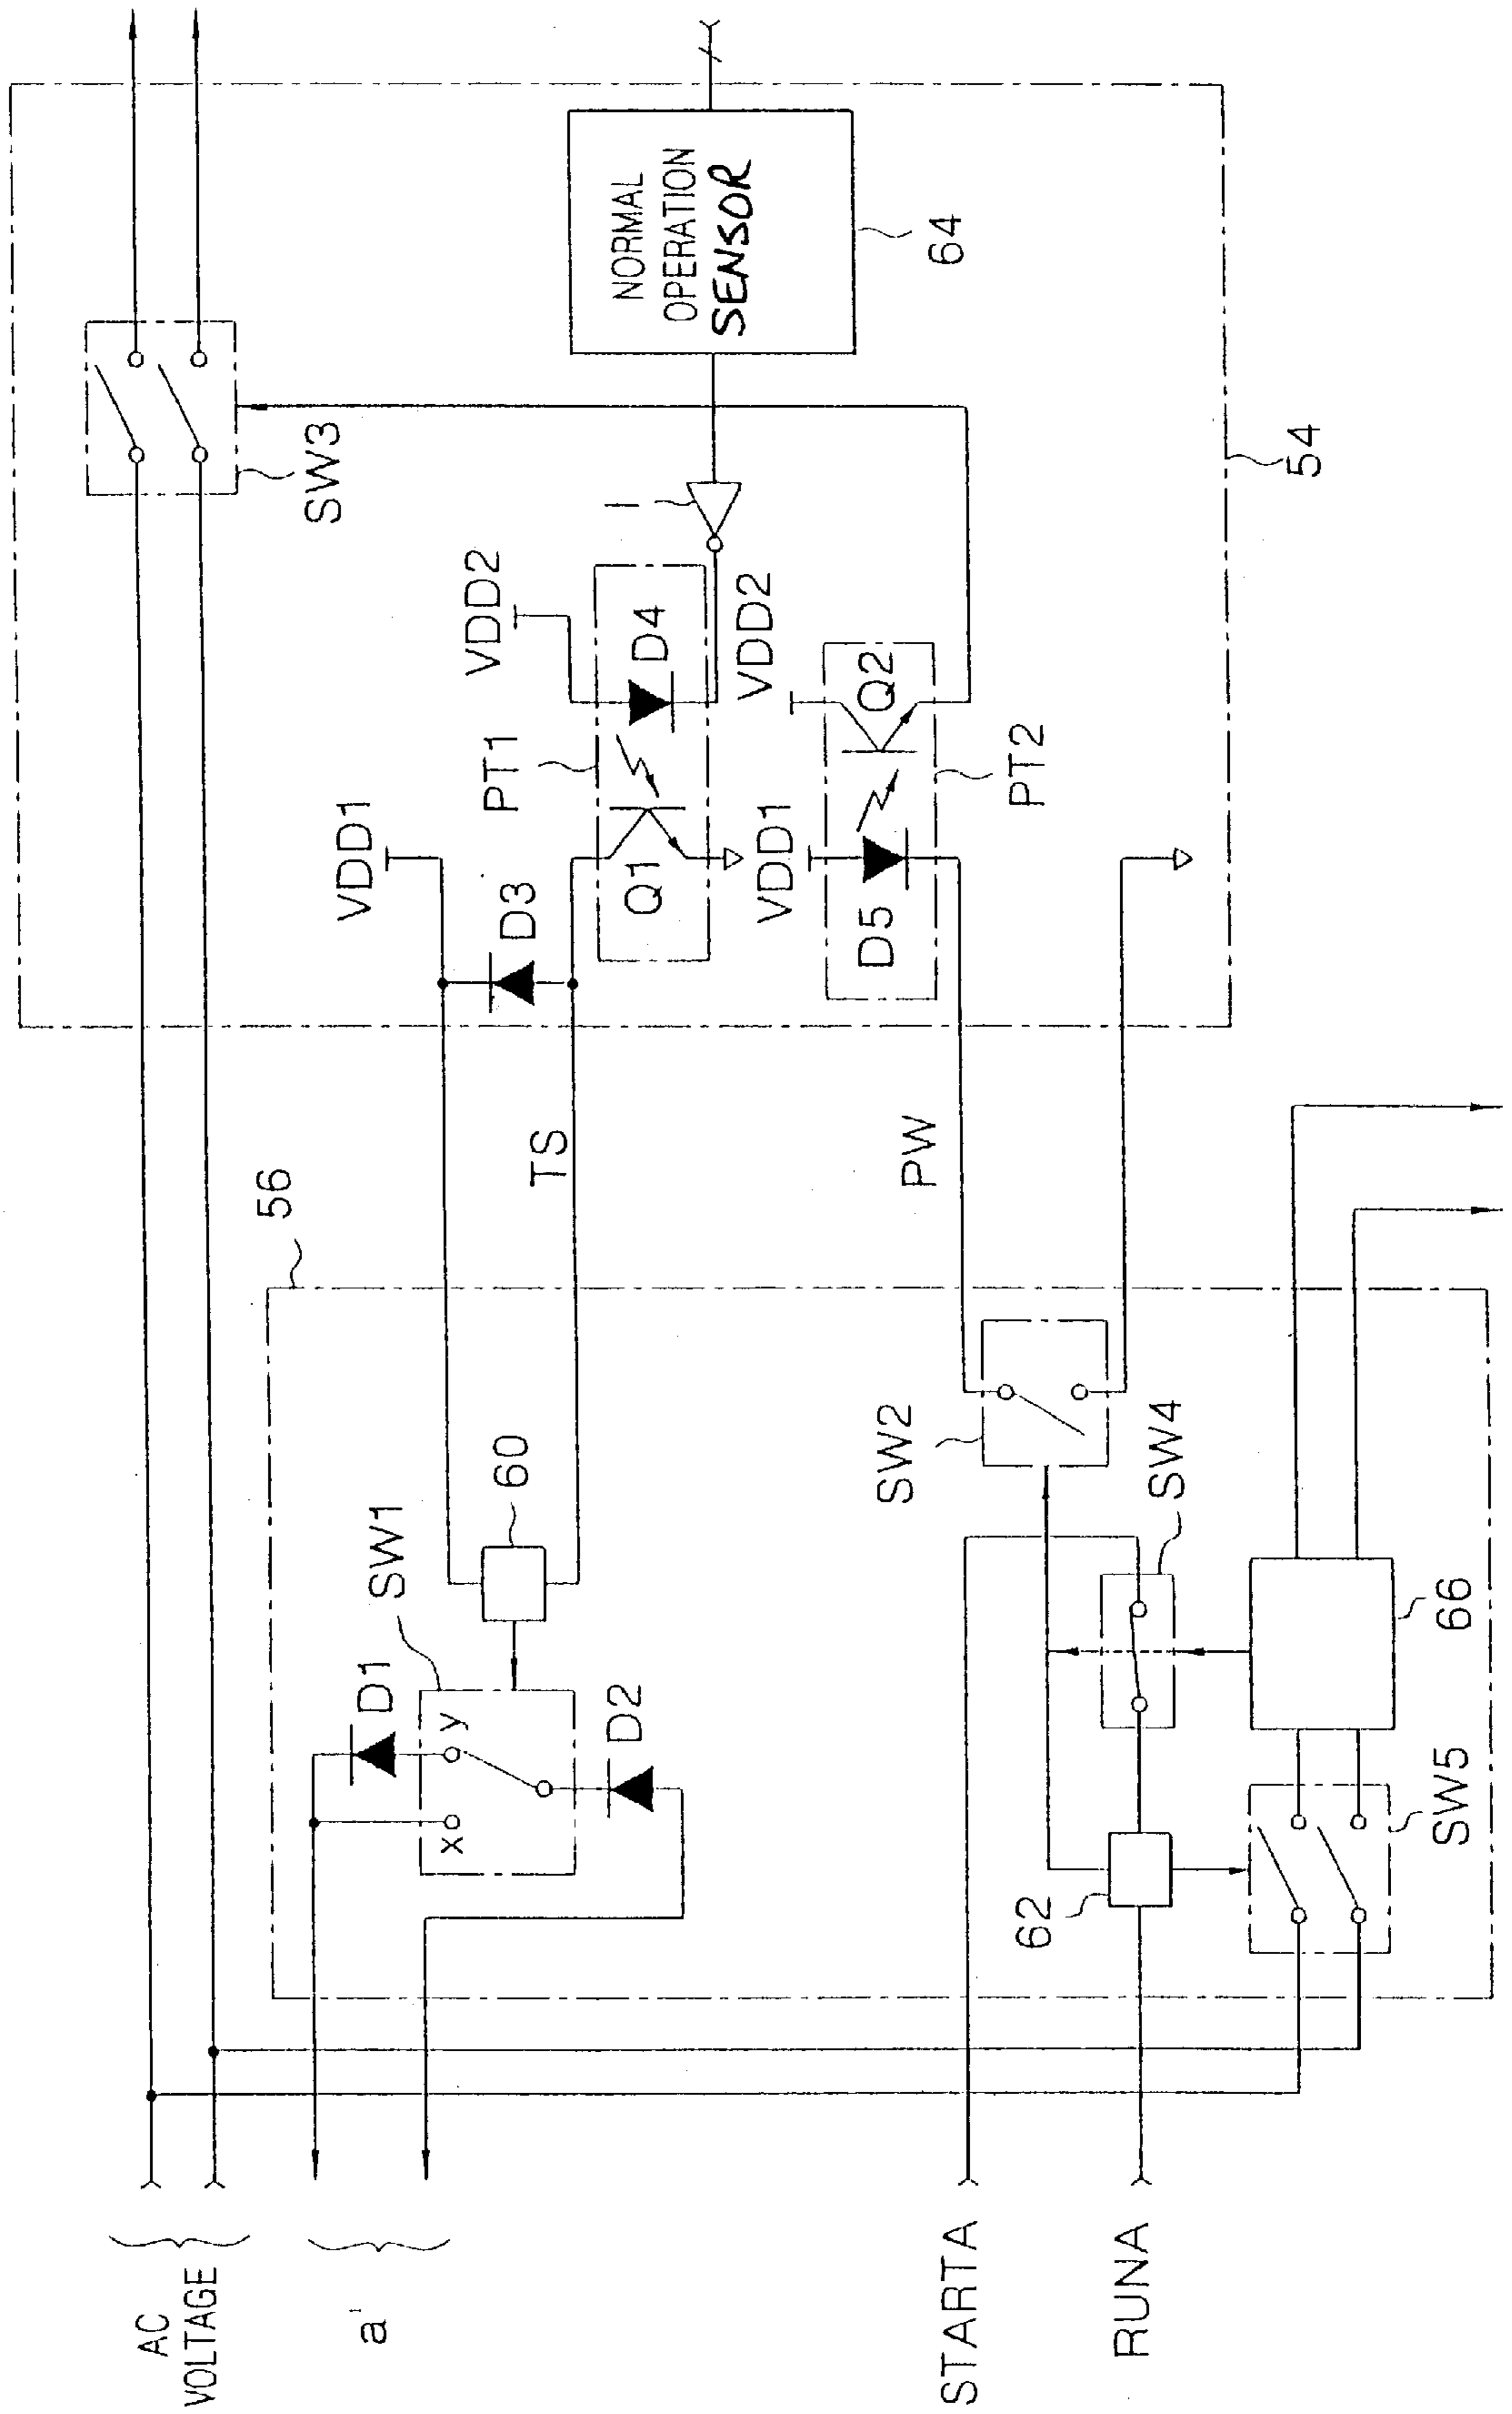 AC
VOLTAGE
a'
STARTA
RUNA
56
SW1
D1
x
y
D2
60
TS
SW2
PW
SW4
62
SW5
66
VDD1
D3
PT1
Q1
D4
VDD2
I
VDD1
D5
Q2
VDD2
PT2
SW3
NORMAL
OPERATION
SENSOR
64
54